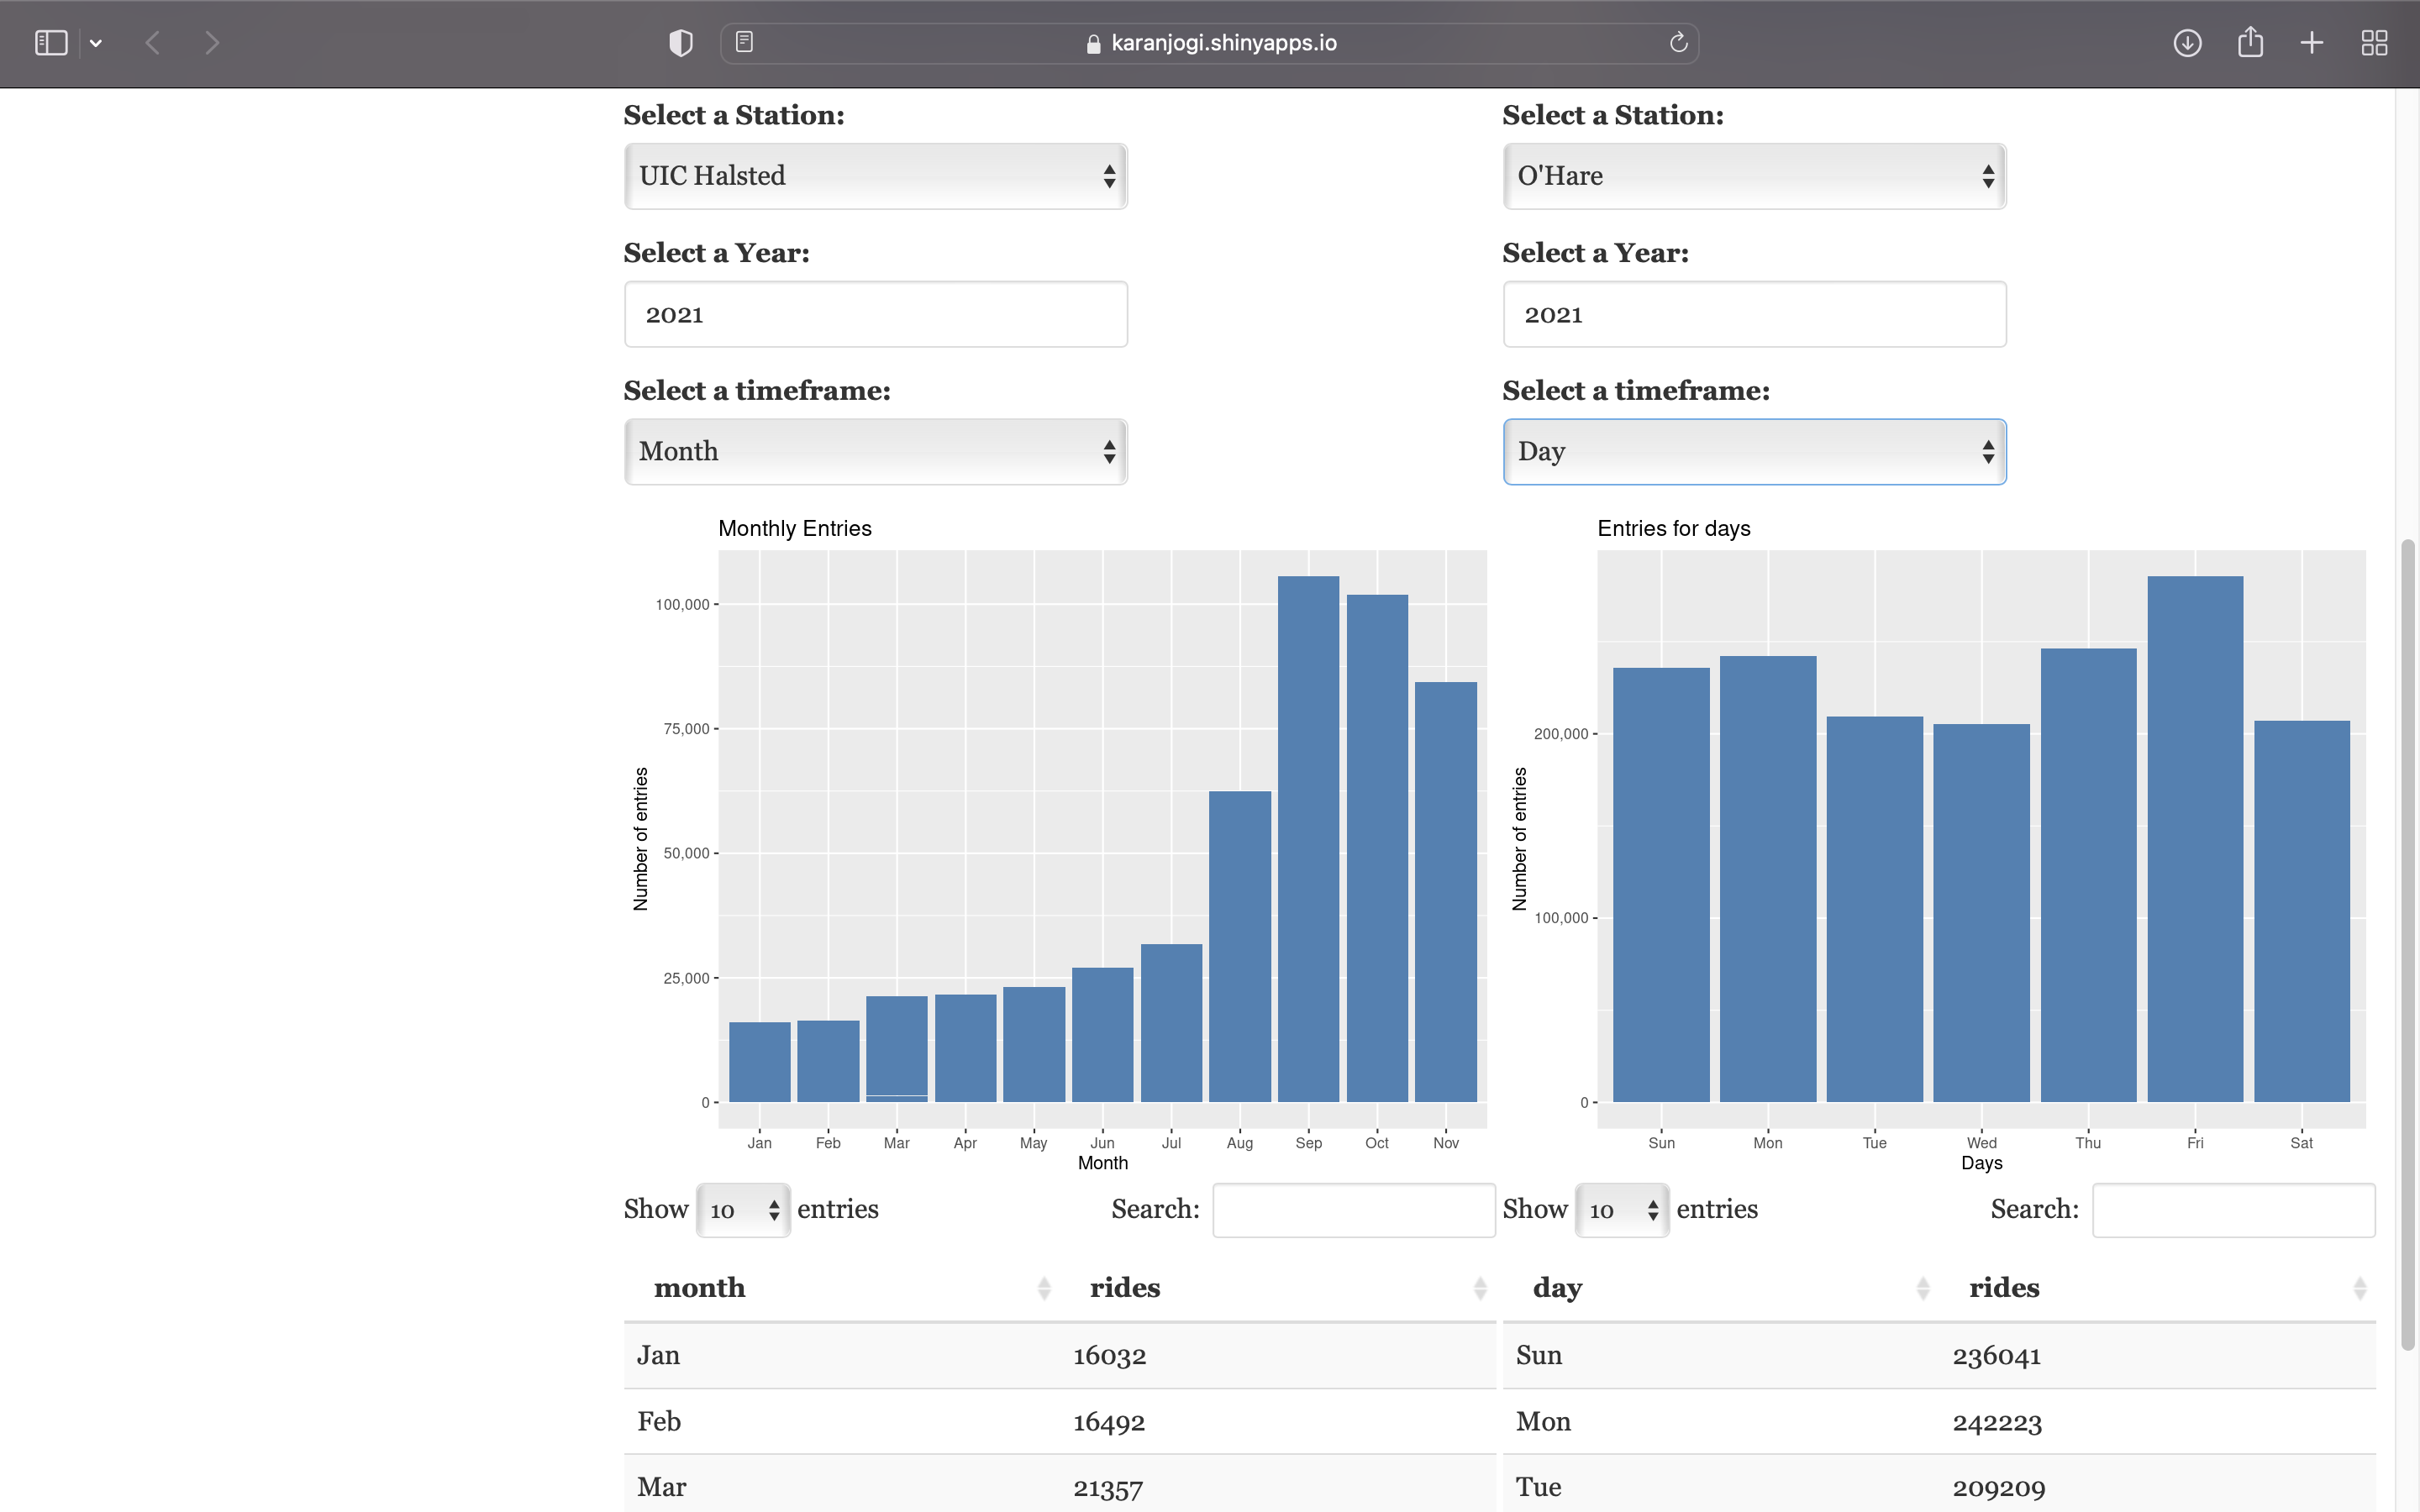 karanjogi.shinyapps.io
Select a Station:
UIC Halsted
Select a Year:
2021
Select a timeframe:
Month
Monthly Entries
Number of entries
100,000
75,000
50,000
25,000
0
Jan Feb Mar Apr May Jun Jul Aug Sep Oct Nov
Month
Show 10 entries Search:
month rides
Jan 16032
Feb 16492
Mar 21357
Select a Station:
O'Hare
Select a Year:
2021
Select a timeframe:
Day
Entries for days
Number of entries
200,000
100,000
0
Sun Mon Tue Wed Thu Fri Sat
Days
Show 10 entries Search:
day rides
Sun 236041
Mon 242223
Tue 209209